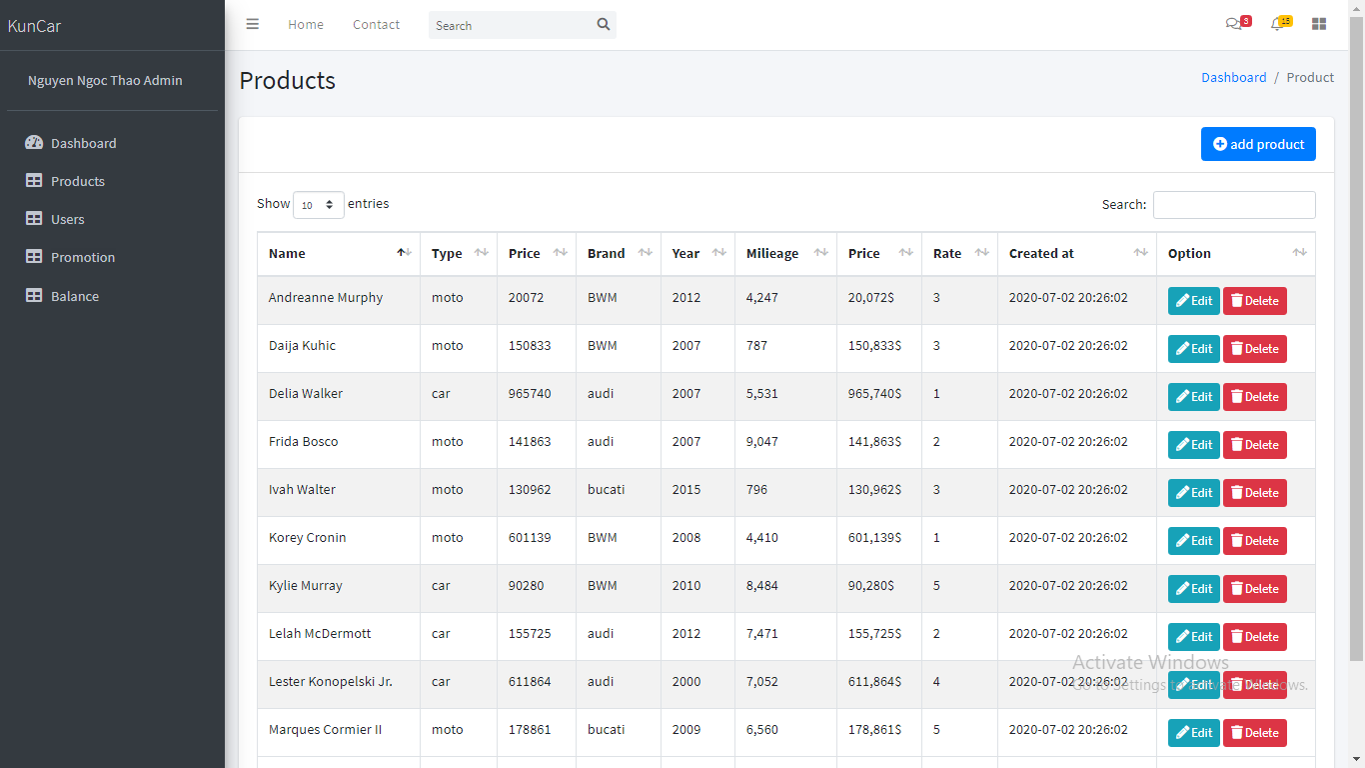 KunCar
Home Contact Search 3 15
Nguyen Ngoc Thao Admin
Dashboard
Products
Users
Promotion
Balance
Products
Dashboard / Product
add product
Show 10 entries Search:
Name Type Price Brand Year Milieage Price Rate Created at Option
Andreanne Murphy moto 20072 BWM 2012 4,247 20,072$ 3 2020-07-02 20:26:02 Edit Delete
Daija Kuhic moto 150833 BWM 2007 787 150,833$ 3 2020-07-02 20:26:02 Edit Delete
Delia Walker car 965740 audi 2007 5,531 965,740$ 1 2020-07-02 20:26:02 Edit Delete
Frida Bosco moto 141863 audi 2007 9,047 141,863$ 2 2020-07-02 20:26:02 Edit Delete
Ivah Walter moto 130962 bucati 2015 796 130,962$ 3 2020-07-02 20:26:02 Edit Delete
Korey Cronin moto 601139 BWM 2008 4,410 601,139$ 1 2020-07-02 20:26:02 Edit Delete
Kylie Murray car 90280 BWM 2010 8,484 90,280$ 5 2020-07-02 20:26:02 Edit Delete
Lelah McDermott car 155725 audi 2012 7,471 155,725$ 2 2020-07-02 20:26:02 Edit Delete
Activate Windows
Lester Konopelski Jr. car 611864 audi 2000 7,052 611,864$ 4 2020-07-02 20:26:02 Edit Delete
Go to Settings to activate Windows.
Marques Cormier II moto 178861 bucati 2009 6,560 178,861$ 5 2020-07-02 20:26:02 Edit Delete